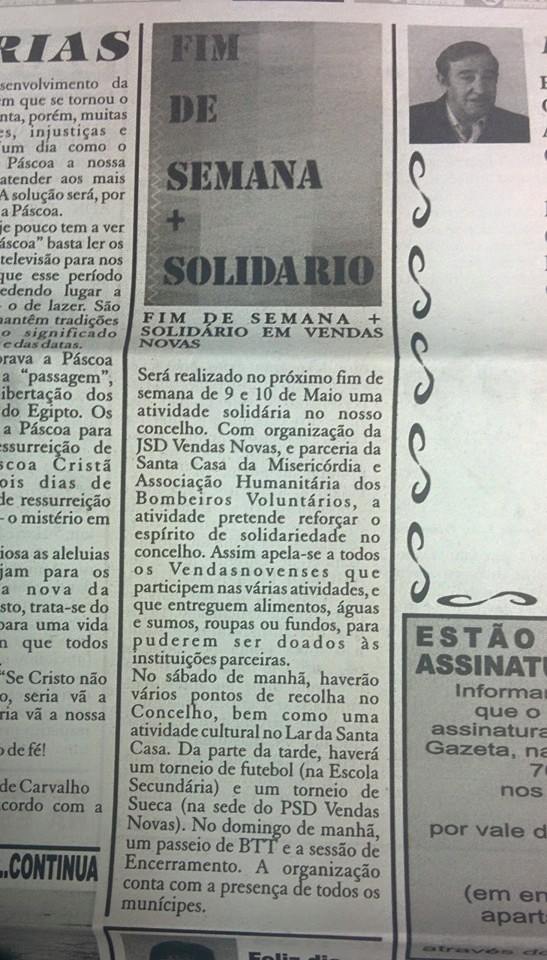 RIAS
senvolvimento da
em que se tornou o
nta, porém, muitas
es, injustiças e
um dia como o
Páscoa a nossa
atender aos mais
A solução será, por
a Páscoa.
je pouco tem a ver
áscoa" basta ler os
televisão para nos
que esse período
edendo lugar a
o de lazer. São
mantêm tradições
o significado
e das datas.
orava a Páscoa
a "passagem",
libertação dos
do Egipto. Os
a Páscoa para
essurreição de
scoa Cristã
ois dias de
de ressurreição
- o mistério em
iosa as aleluias
jam para os
a nova da
sto, trata-se do
para uma vida
n que todos
"Se Cristo não
o, seria vã a
ria vã a nossa
o de fé!
de Carvalho
cordo com a
...CONTINUA
FIM
DE
SEMANA
+
SOLIDARIO
FIM DE SEMANA +
SOLIDÁRIO EM VENDAS
NOVAS
Será realizado no próximo fim de
semana de 9 e 10 de Maio uma
atividade solidária no nosso
concelho. Com organização da
JSD Vendas Novas, e parceria da
Santa Casa da Misericórdia e
Associação Humanitária dos
Bombeiros Voluntários, a
atividade pretende reforçar o
espírito de solidariedade no
concelho. Assim apela-se a todos
os Vendasnovenses que
participem nas várias atividades, e
que entreguem alimentos, águas
e sumos, roupas ou fundos, para
puderem ser doados às
instituições parceiras.
No sábado de manhã, haverão
vários pontos de recolha no
Concelho, bem como uma
atividade cultural no Lar da Santa
Casa. Da parte da tarde, haverá
um torneio de futebol (na Escola
Secundária) e um torneio de
Sueca (na sede do PSD Vendas
Novas). No domingo de manhã,
um passeio de BTT e a sessão de
Encerramento. A organização
conta com a presença de todos os
munícipes.
ESTÃO
ASSINATU
Informa
que o
assinatura
Gazeta, na
70
nos
por vale d
(em en
apart
através do
Feliz dia